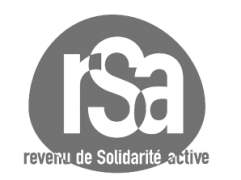 rSa
revenu de Solidarité active